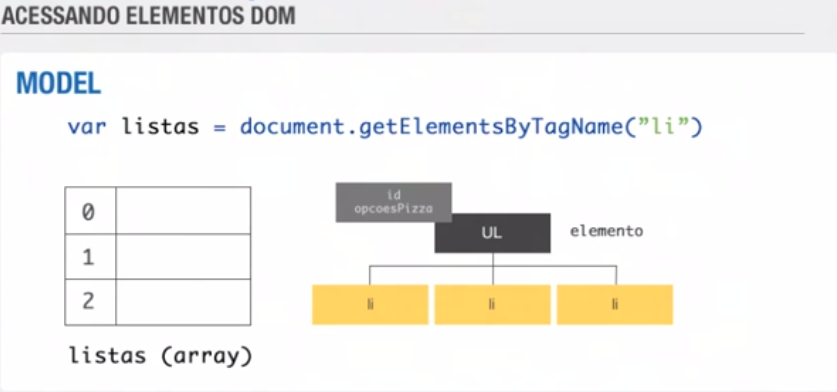 ACESSANDO ELEMENTOS DOM
MODEL
var listas = document.getElementsByTagName(”li”)
0
1
2
listas (array)
id
opcoesPizza
UL
elemento
li
li
li